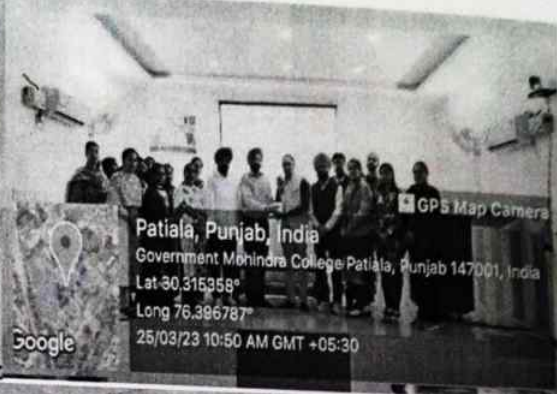 GPS Map Camera
Patiala, Punjab, India
Government Mohindra College Patiala, Punjab 147001, India
Lat 30.315358°
Long 76.396787°
25/03/23 10:50 AM GMT +05:30
Google